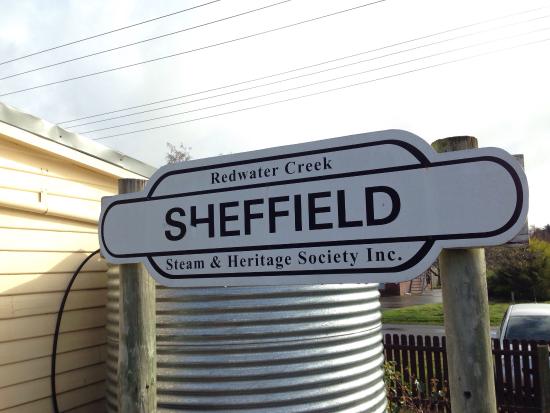 Redwater Creek
SHEFFIELD
Steam & Heritage Society Inc.